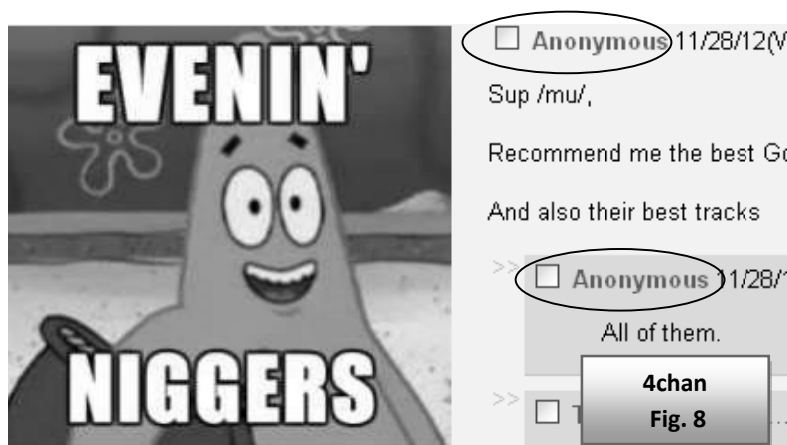 EVENIN'
NIGGERS
Anonymous 11/28/12(
Sup /mu/,
Recommend me the best
And also their best tracks
>> Anonymous 11/28/
All of them.
>>
4chan
Fig. 8